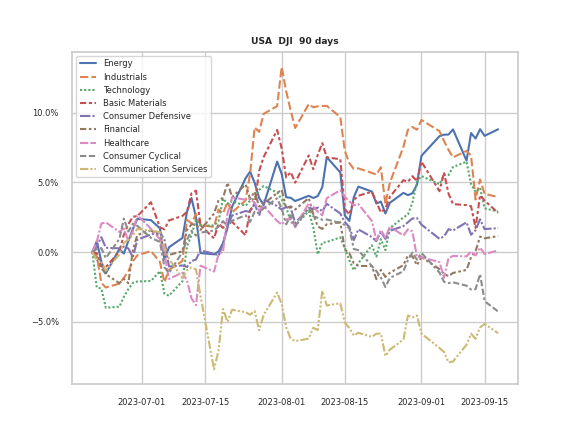 USA DJI 90 days
Energy
Industrials
Technology
Basic Materials
Consumer Defensive
Financial
Healthcare
Consumer Cyclical
Communication Services
10.0%
5.0%
0.0%
−5.0%
2023-07-01 2023-07-15 2023-08-01 2023-08-15 2023-09-01 2023-09-15